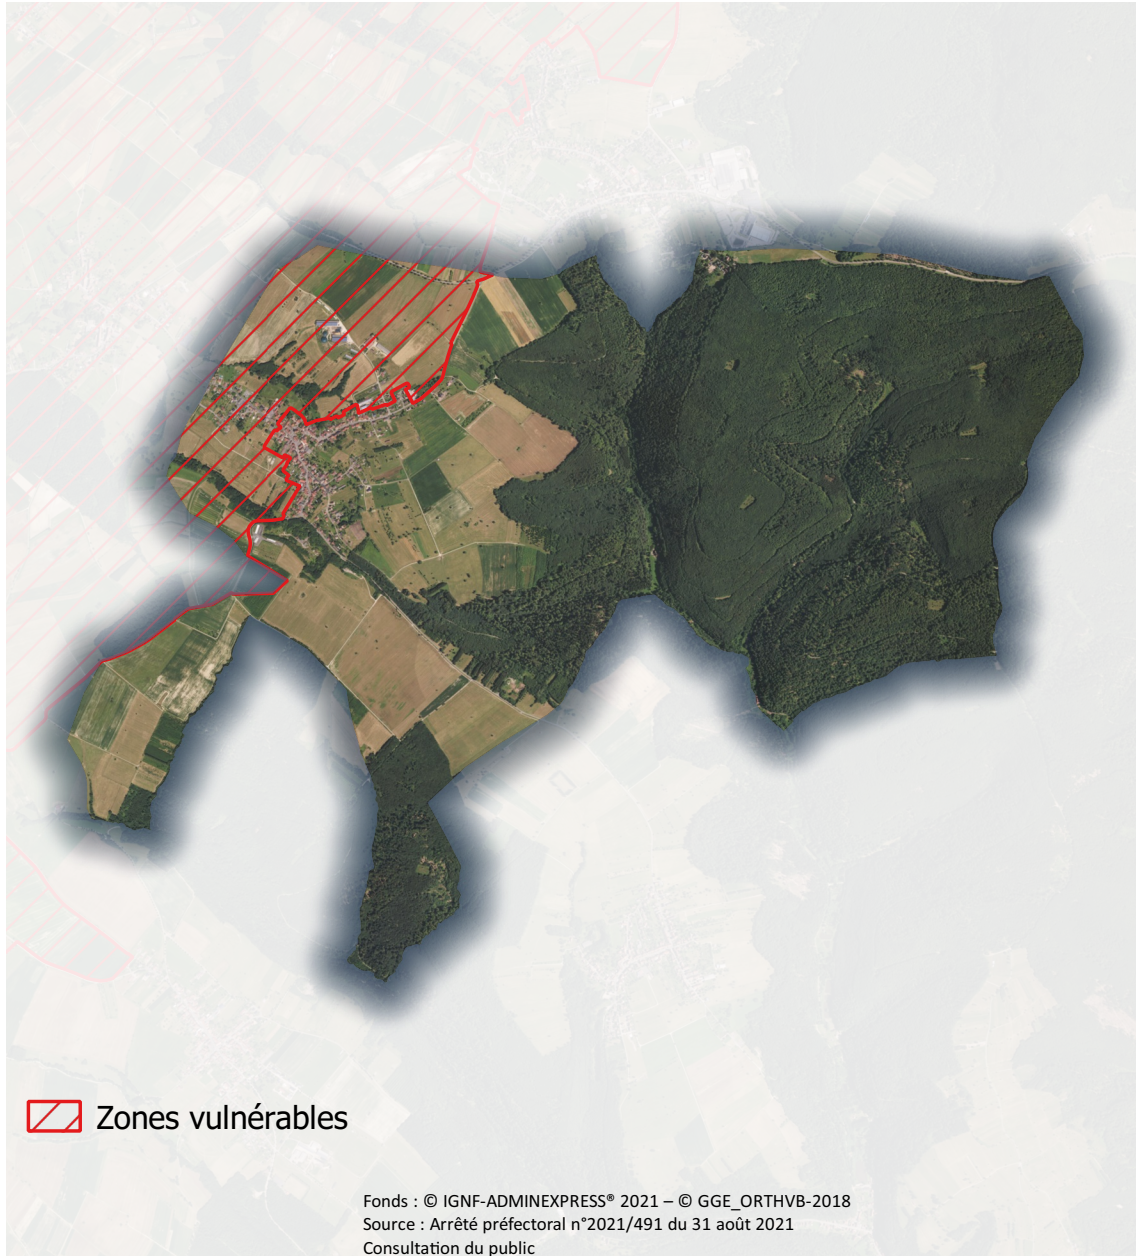 Zones vulnérables
Fonds : © IGNF-ADMINEXPRESS® 2021 – © GGE_ORTHVB-2018
Source : Arrêté préfectoral n°2021/491 du 31 août 2021
Consultation du public